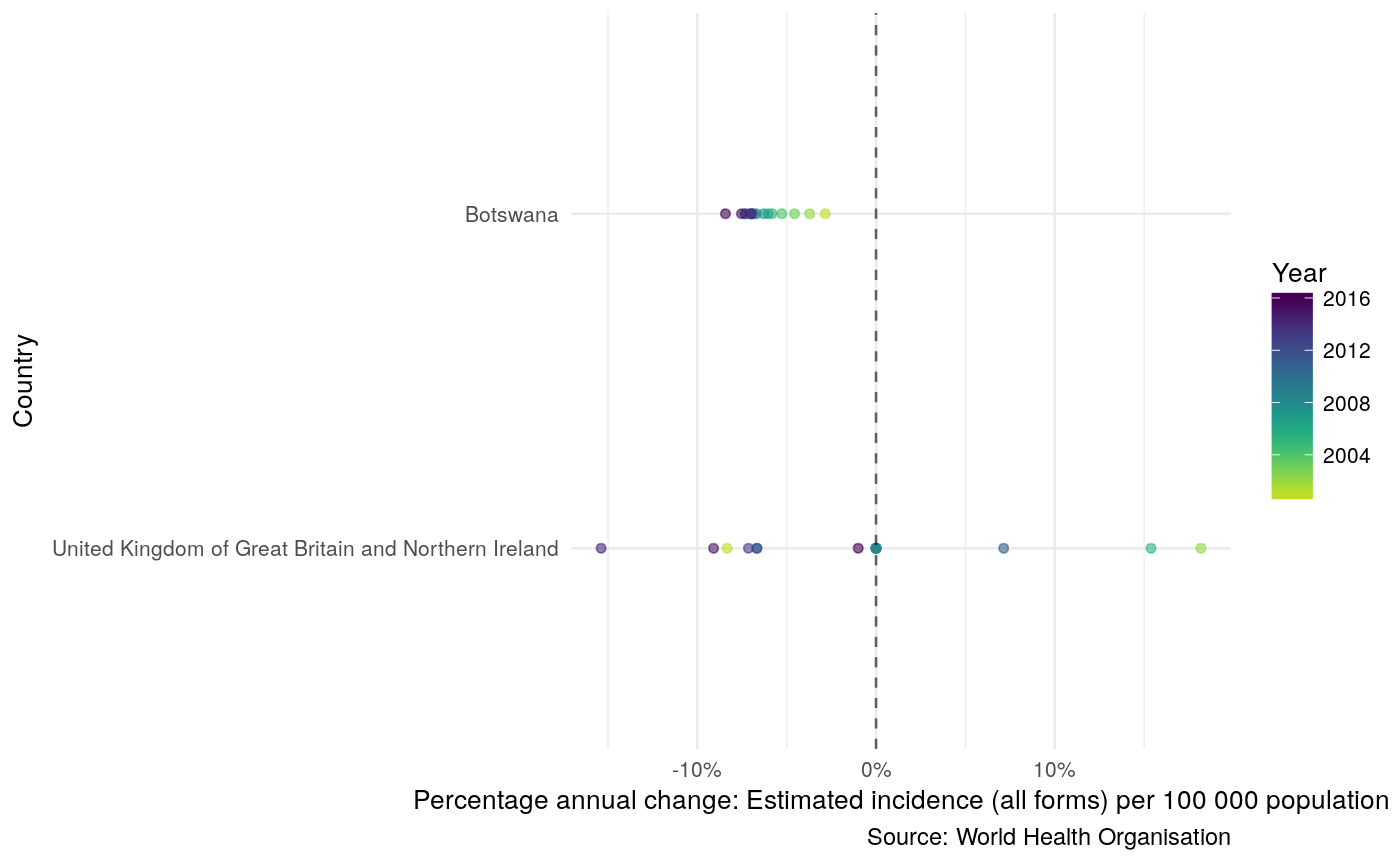 Botswana
United Kingdom of Great Britain and Northern Ireland
Country
-10%
0%
10%
Percentage annual change: Estimated incidence (all forms) per 100 000 population
Source: World Health Organisation
Year
2016
2012
2008
2004